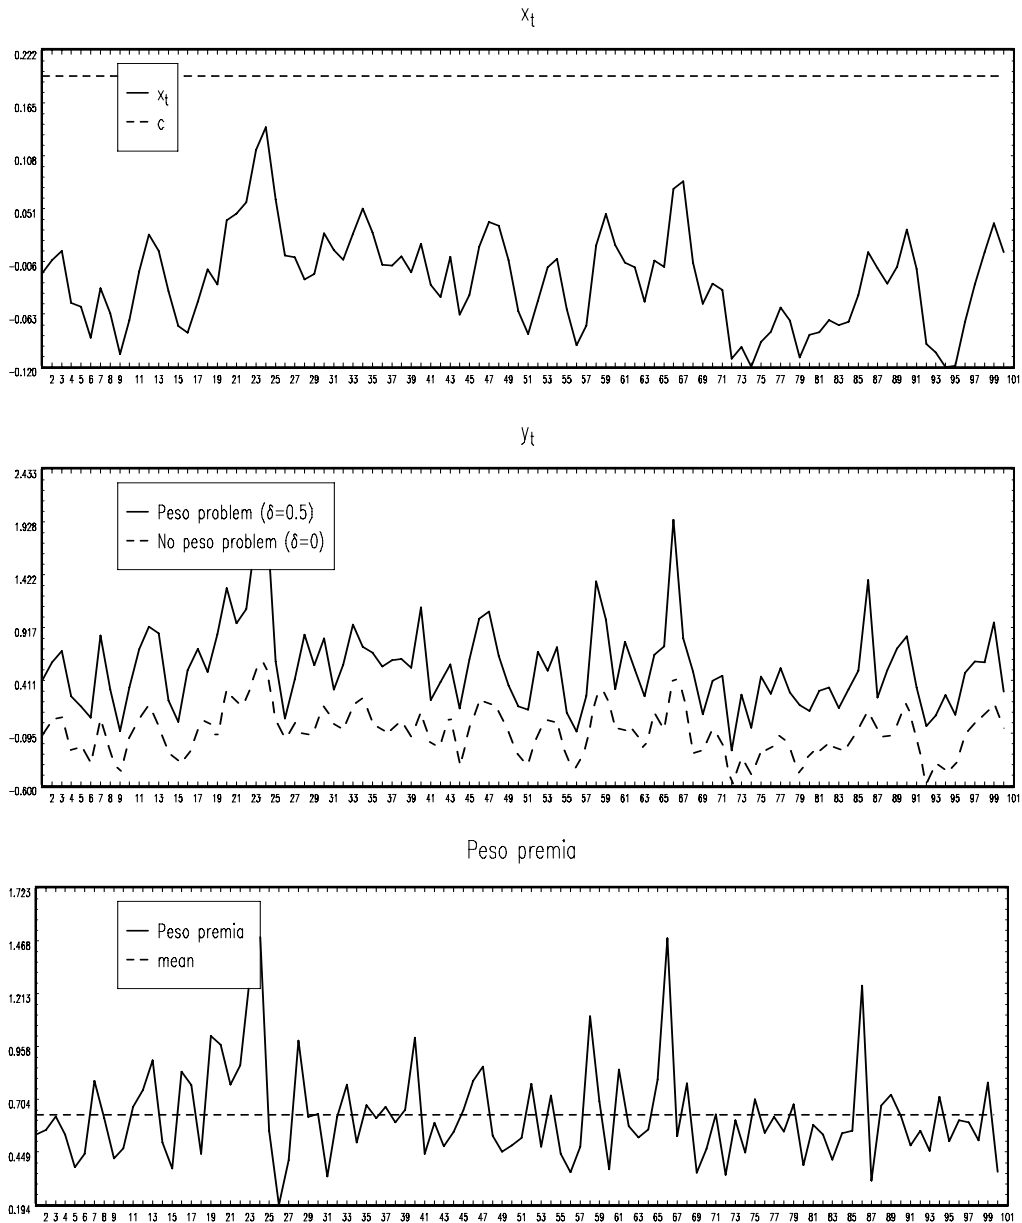 x_t
0.222
0.165
0.108
0.051
−0.006
−0.063
−0.120
x_t
c
2 3 4 5 6 7 8 9 11 13 15 17 19 21 23 25 27 29 31 33 35 37 39 41 43 45 47 49 51 53 55 57 59 61 63 65 67 69 71 73 75 77 79 81 83 85 87 89 91 93 95 97 99 101
y_t
2.433
1.928
1.422
0.917
0.411
−0.095
−0.600
Peso problem (δ=0.5)
No peso problem (δ=0)
2 3 4 5 6 7 8 9 11 13 15 17 19 21 23 25 27 29 31 33 35 37 39 41 43 45 47 49 51 53 55 57 59 61 63 65 67 69 71 73 75 77 79 81 83 85 87 89 91 93 95 97 99 101
Peso premia
1.723
1.468
1.213
0.958
0.704
0.449
0.194
Peso premia
mean
2 3 4 5 6 7 8 9 11 13 15 17 19 21 23 25 27 29 31 33 35 37 39 41 43 45 47 49 51 53 55 57 59 61 63 65 67 69 71 73 75 77 79 81 83 85 87 89 91 93 95 97 99 101